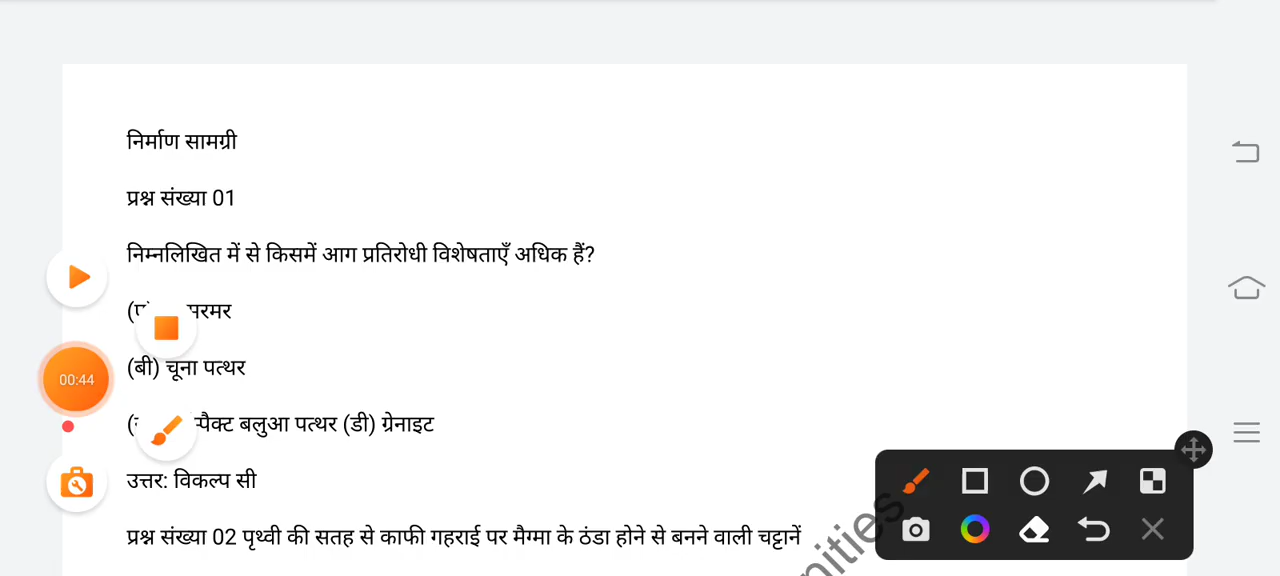 निर्माण सामग्री
प्रश्न संख्या 01
निम्नलिखित में से किसमें आग प्रतिरोधी विशेषताएँ अधिक हैं?
(बी) चूना पत्थर
00:44
बलुआ पत्थर (डी) ग्रेनाइट
उत्तर: विकल्प सी
प्रश्न संख्या 02 पृथ्वी की सतह से काफी गहराई पर मैग्मा के ठंडा होने से बनने वाली चट्टानें